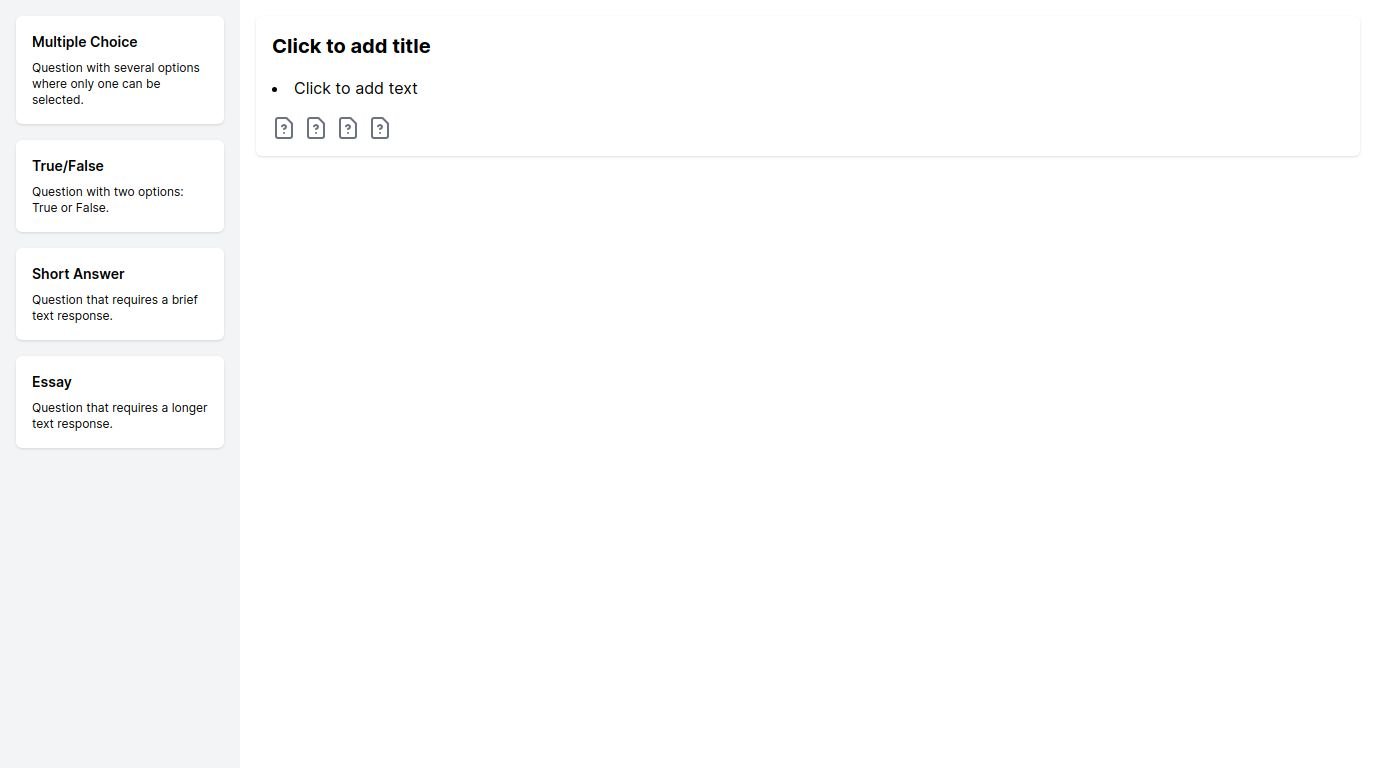 Multiple Choice
Question with several options
where only one can be
selected.
True/False
Question with two options:
True or False.
Short Answer
Question that requires a brief
text response.
Essay
Question that requires a longer
text response.
Click to add title
• Click to add text